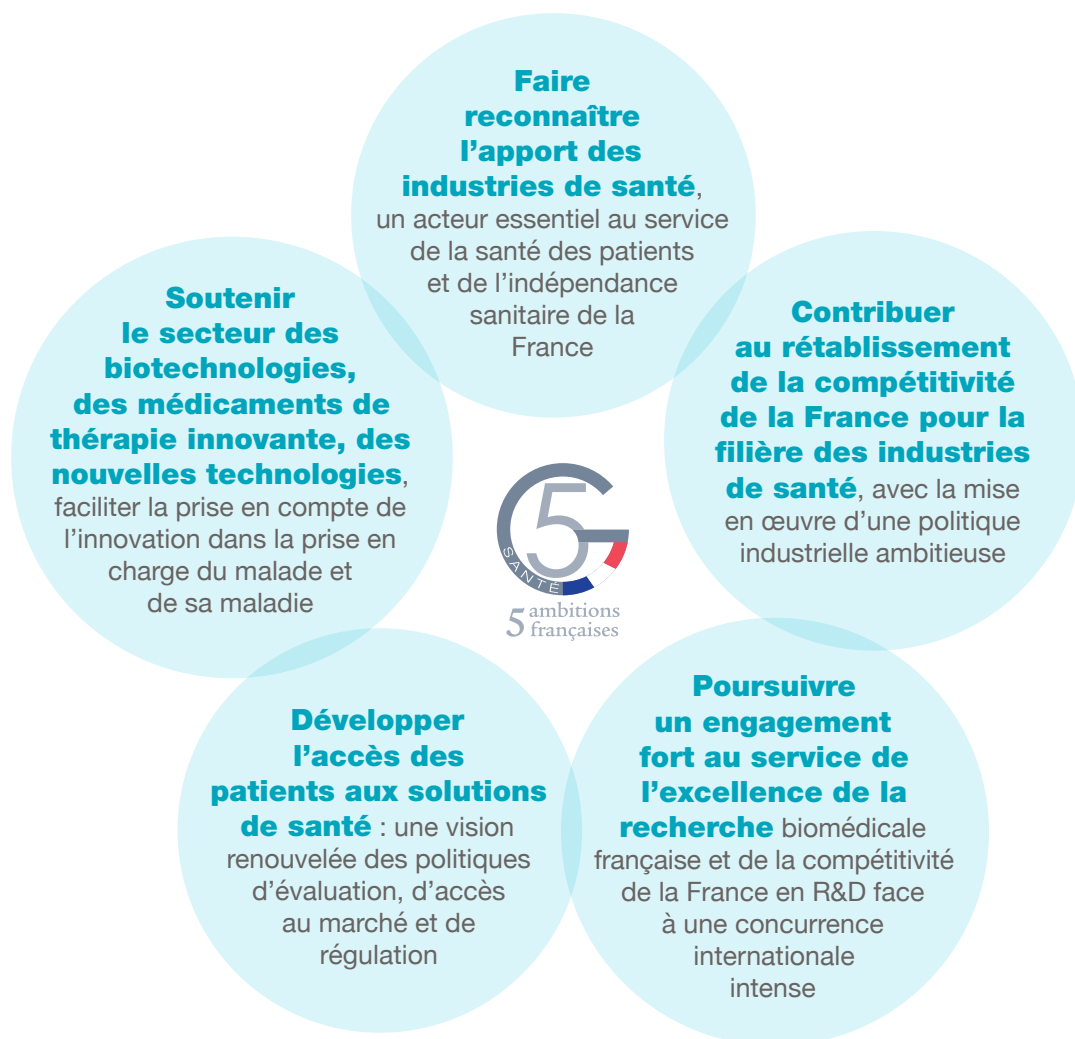 Faire
reconnaître
l’apport des
industries de santé,
un acteur essentiel au service
de la santé des patients
et de l’indépendance
sanitaire de la
France
Contribuer
au rétablissement
de la compétitivité
de la France pour la
filière des industries
de santé, avec la mise
en œuvre d’une politique
industrielle ambitieuse
Poursuivre
un engagement
fort au service de
l’excellence de la
recherche biomédicale
française et de la compétitivité
de la France en R&D face
à une concurrence
internationale
intense
Développer
l’accès des
patients aux solutions
de santé : une vision
renouvelée des politiques
d’évaluation, d’accès
au marché et de
régulation
Soutenir
le secteur des
biotechnologies,
des médicaments de
thérapie innovante, des
nouvelles technologies,
faciliter la prise en compte de
l’innovation dans la prise en
charge du malade et
de sa maladie
G5
SANTÉ
5 ambitions
françaises